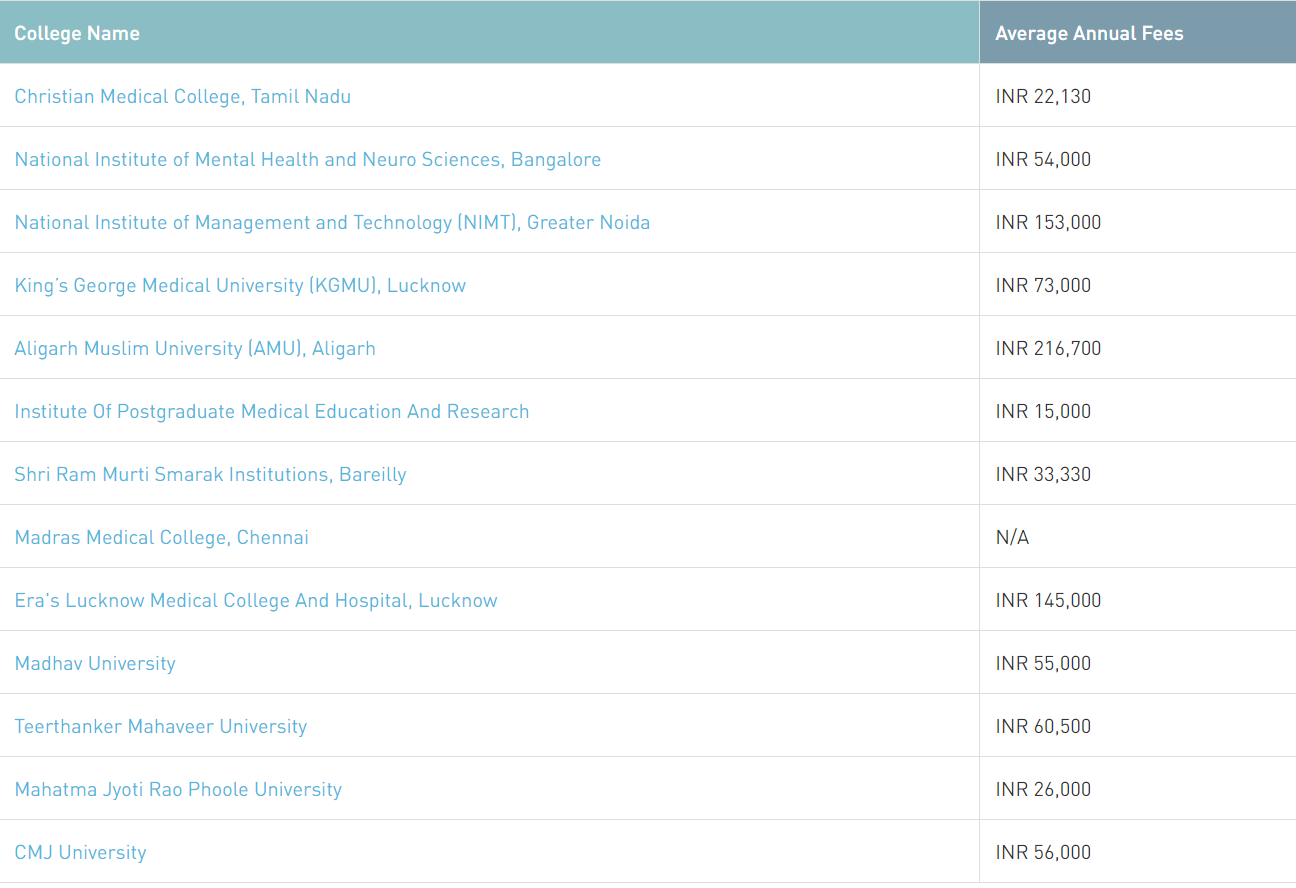 College Name Average Annual Fees
Christian Medical College, Tamil Nadu INR 22,130
National Institute of Mental Health and Neuro Sciences, Bangalore INR 54,000
National Institute of Management and Technology (NIMT), Greater Noida INR 153,000
King’s George Medical University (KGMU), Lucknow INR 73,000
Aligarh Muslim University (AMU), Aligarh INR 216,700
Institute Of Postgraduate Medical Education And Research INR 15,000
Shri Ram Murti Smarak Institutions, Bareilly INR 33,330
Madras Medical College, Chennai N/A
Era's Lucknow Medical College And Hospital, Lucknow INR 145,000
Madhav University INR 55,000
Teerthanker Mahaveer University INR 60,500
Mahatma Jyoti Rao Phoole University INR 26,000
CMJ University INR 56,000